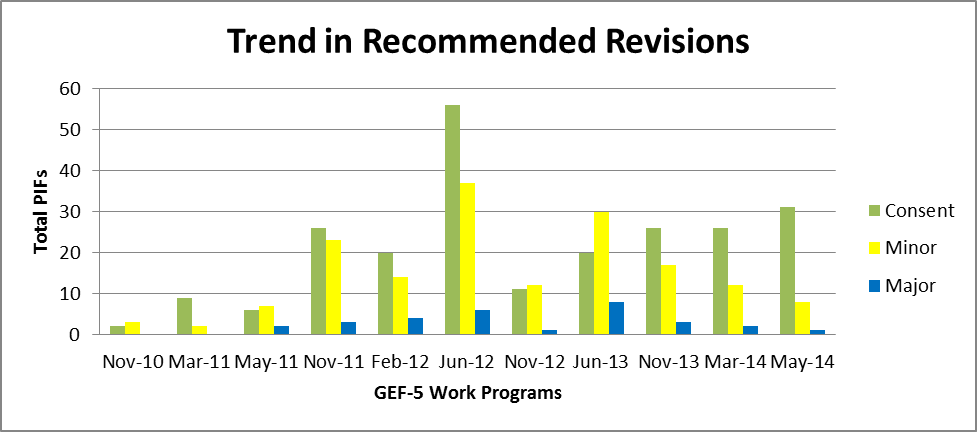 Trend in Recommended Revisions
60
50
40
30
20
10
0
Total PIFs
Nov-10 Mar-11 May-11 Nov-11 Feb-12 Jun-12 Nov-12 Jun-13 Nov-13 Mar-14 May-14
GEF-5 Work Programs
Consent
Minor
Major